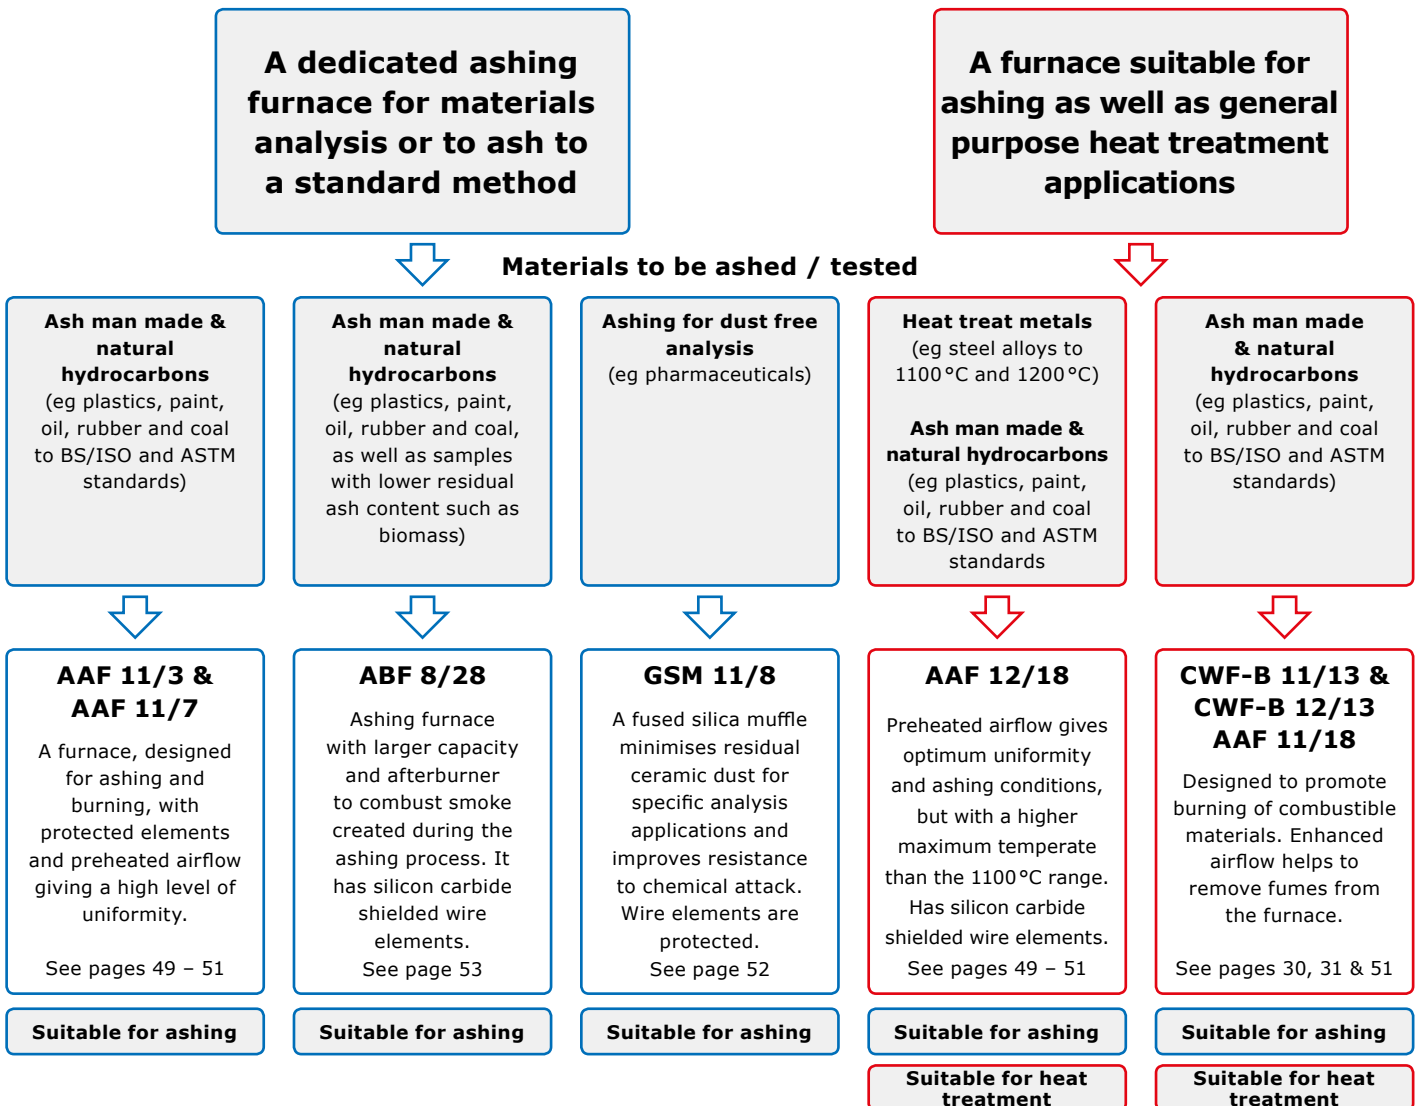 A dedicated ashing
furnace for materials
analysis or to ash to
a standard method
A furnace suitable for
ashing as well as general
purpose heat treatment
applications
Materials to be ashed / tested
Ash man made &
natural
hydrocarbons
(eg plastics, paint,
oil, rubber and coal
to BS/ISO and ASTM
standards)
Ash man made &
natural
hydrocarbons
(eg plastics, paint,
oil, rubber and coal,
as well as samples
with lower residual
ash content such as
biomass)
Ashing for dust free
analysis
(eg pharmaceuticals)
Heat treat metals
(eg steel alloys to
1100°C and 1200°C)
Ash man made &
natural hydrocarbons
(eg plastics, paint,
oil, rubber and coal
to BS/ISO and ASTM
standards
Ash man made
& natural
hydrocarbons
(eg plastics, paint,
oil, rubber and coal
to BS/ISO and ASTM
standards)
AAF 11/3 &
AAF 11/7
A furnace, designed
for ashing and
burning, with
protected elements
and preheated airflow
giving a high level of
uniformity.
See pages 49 – 51
ABF 8/28
Ashing furnace
with larger capacity
and afterburner
to combust smoke
created during the
ashing process. It
has silicon carbide
shielded wire
elements.
See page 53
GSM 11/8
A fused silica muffle
minimises residual
ceramic dust for
specific analysis
applications and
improves resistance
to chemical attack.
Wire elements are
protected.
See page 52
AAF 12/18
Preheated airflow gives
optimum uniformity
and ashing conditions,
but with a higher
maximum temperate
than the 1100°C range.
Has silicon carbide
shielded wire elements.
See pages 49 – 51
CWF-B 11/13 &
CWF-B 12/13
AAF 11/18
Designed to promote
burning of combustible
materials. Enhanced
airflow helps to
remove fumes from
the furnace.
See pages 30, 31 & 51
Suitable for ashing
Suitable for ashing
Suitable for ashing
Suitable for ashing
Suitable for ashing
Suitable for heat
treatment
Suitable for heat
treatment